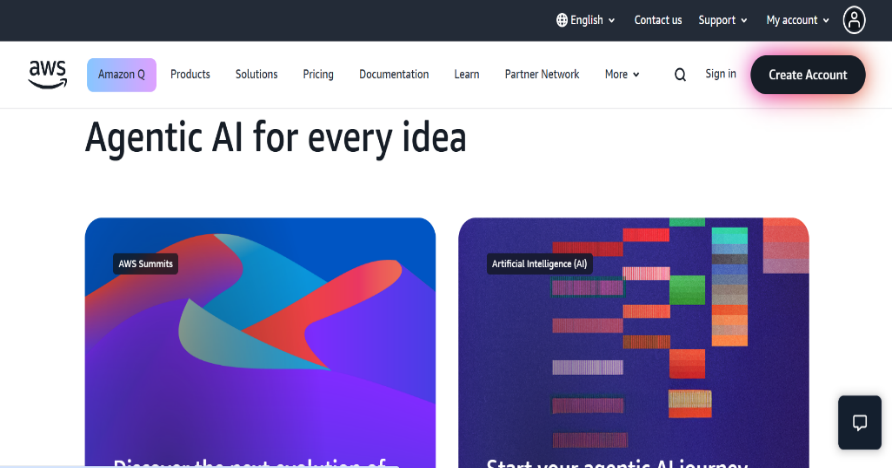 English
Contact us
Support
My account
aws
Amazon Q
Products
Solutions
Pricing
Documentation
Learn
Partner Network
More
Sign in
Create Account
Agentic AI for every idea
AWS Summits
Artificial Intelligence (AI)
Discover the next evolution of
Start your agentic AI journey